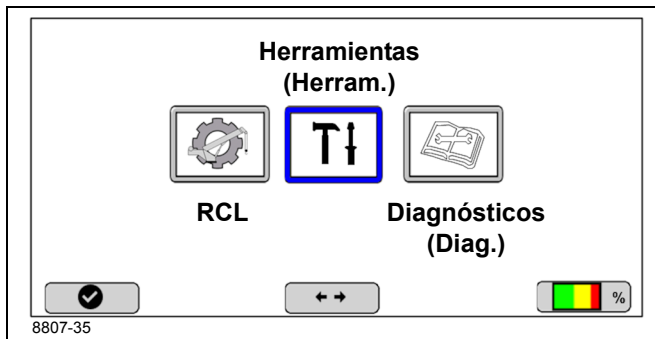 Herramientas
(Herram.)
RCL
Diagnósticos
(Diag.)
%
8807-35